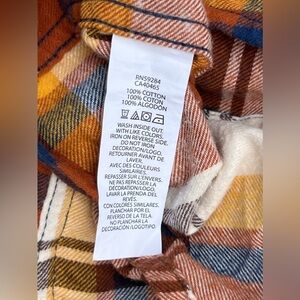 RN59284
CA40465
100% COTTON
100% COTON
100% ALGODÓN
WASH INSIDE OUT
WITH LIKE COLORS.
IRON ON REVERSE SIDE.
DO NOT IRON
DECORATION/LOGO.
RETOURNER AVANT DE
LAVER.
AVEC DES COULEURS
SIMILAIRES.
REPASSER SUR L'ENVERS.
NE PAS REPASSER LA
DÉCORATION/LOGO.
LAVAR LA PRENDA DEL
REVÉS.
CON COLORES SIMILARES.
PLANCHAR POR EL
REVERSO DE LA TELA.
NO PLANCHAR LA
DECORACIÓN/LOGOTIPO.